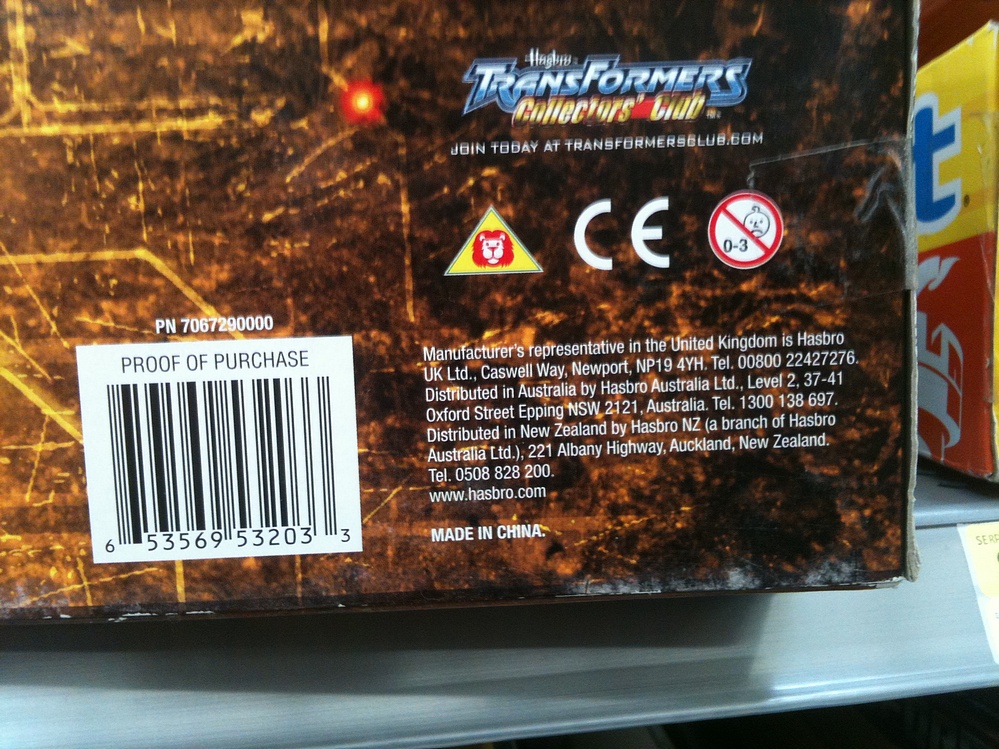 Hasbro
TRANSFORMERS
Collectors' Club
JOIN TODAY AT TRANSFORMERSCLUB.COM
CE
0-3
t
PN 7067290000
PROOF OF PURCHASE
6 53569 53203 3
Manufacturer's representative in the United Kingdom is Hasbro
UK Ltd., Caswell Way, Newport, NP19 4YH. Tel. 00800 22427276.
Distributed in Australia by Hasbro Australia Ltd., Level 2, 37-41
Oxford Street Epping NSW 2121, Australia. Tel. 1300 138 697.
Distributed in New Zealand by Hasbro NZ (a branch of Hasbro
Australia Ltd.), 221 Albany Highway, Auckland, New Zealand.
Tel. 0508 828 200.
www.hasbro.com
MADE IN CHINA.